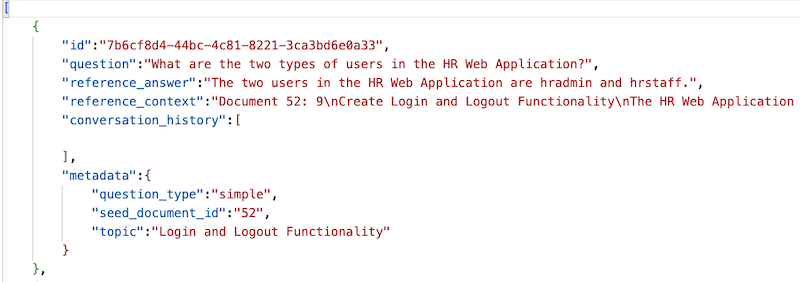 [
{
"id":"7b6cf8d4-44bc-4c81-8221-3ca3bd6e0a33",
"question":"What are the two types of users in the HR Web Application?",
"reference_answer":"The two users in the HR Web Application are hradmin and hrstaff.",
"reference_context":"Document 52: 9\nCreate Login and Logout Functionality\nThe HR Web Application
"conversation_history":[
],
"metadata":{
"question_type":"simple",
"seed_document_id":"52",
"topic":"Login and Logout Functionality"
}
},